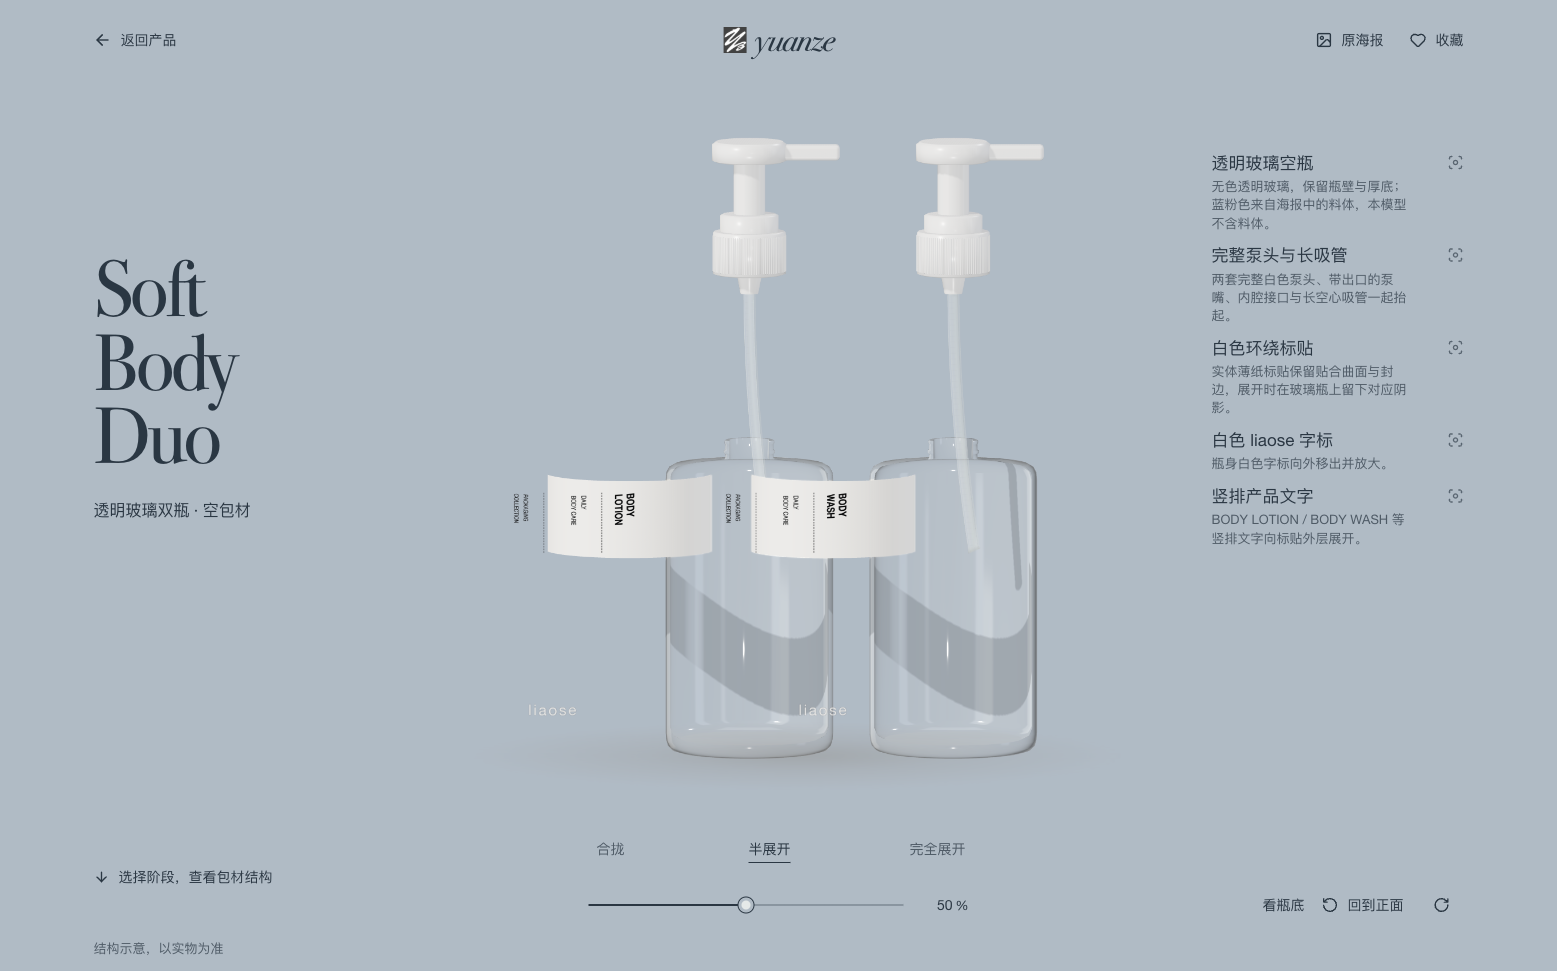 返回产品
yuanze
原海报
收藏
Soft
Body
Duo
透明玻璃双瓶 · 空包材
透明玻璃空瓶
无色透明玻璃，保留瓶壁与厚底；
蓝粉色来自海报中的料体，本模型
不含料体。
完整泵头与长吸管
两套完整白色泵头、带出口的泵
嘴、内腔接口与长空心吸管一起抬
起。
白色环绕标贴
实体薄纸标贴保留贴合曲面与封
边，展开时在玻璃瓶上留下对应阴
影。
白色 liaose 字标
瓶身白色字标向外移出并放大。
竖排产品文字
BODY LOTION / BODY WASH 等
竖排文字向标贴外层展开。
BODY
LOTION
DAILY
BODY CARE
PACKAGING
COLLECTION
BODY
WASH
DAILY
BODY CARE
PACKAGING
COLLECTION
liaose
liaose
合拢
半展开
完全展开
选择阶段，查看包材结构
50 %
看瓶底
回到正面
结构示意，以实物为准